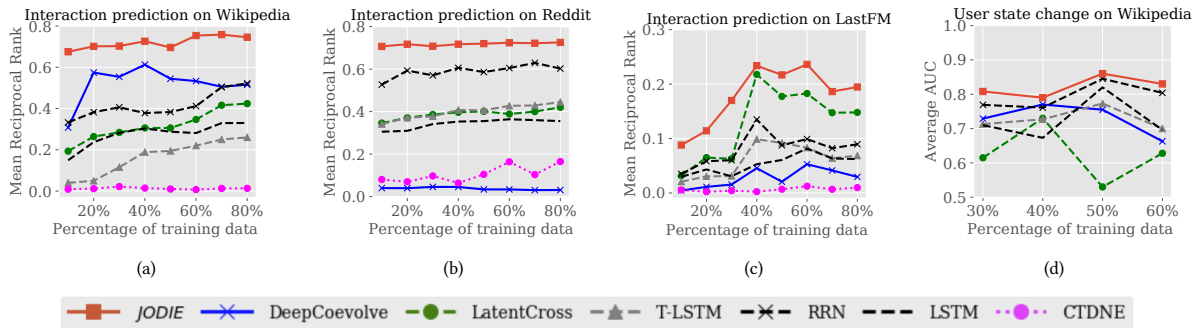 Interaction prediction on Wikipedia
Mean Reciprocal Rank
0.8
0.6
0.4
0.2
0.0
20% 40% 60% 80%
Percentage of training data
(a)
Interaction prediction on Reddit
Mean Reciprocal Rank
0.8
0.6
0.4
0.2
0.0
20% 40% 60% 80%
Percentage of training data
(b)
Interaction prediction on LastFM
Mean Reciprocal Rank
0.3
0.2
0.1
0.0
20% 40% 60% 80%
Percentage of training data
(c)
User state change on Wikipedia
Average AUC
1.0
0.9
0.8
0.7
0.6
0.5
30% 40% 50% 60%
Percentage of training data
(d)
JODIE DeepCoevolve LatentCross T-LSTM RRN LSTM CTDNE